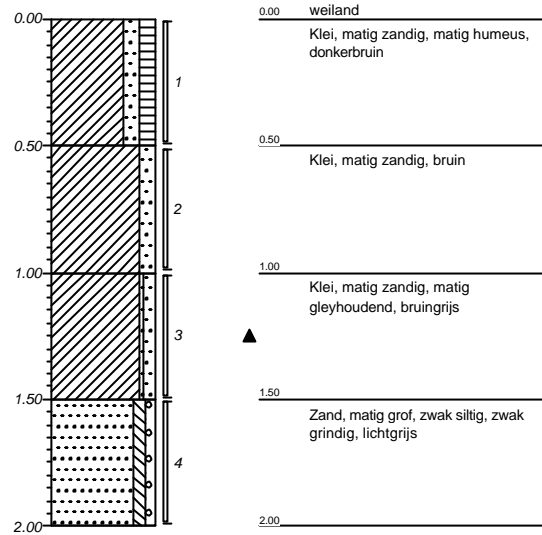 0.00
1
0.50
2
1.00
3
1.50
4
2.00
0.00 weiland
Klei, matig zandig, matig humeus,
donkerbruin
0.50
Klei, matig zandig, bruin
1.00
Klei, matig zandig, matig
gleyhoudend, bruingrijs
1.50
Zand, matig grof, zwak siltig, zwak
grindig, lichtgrijs
2.00